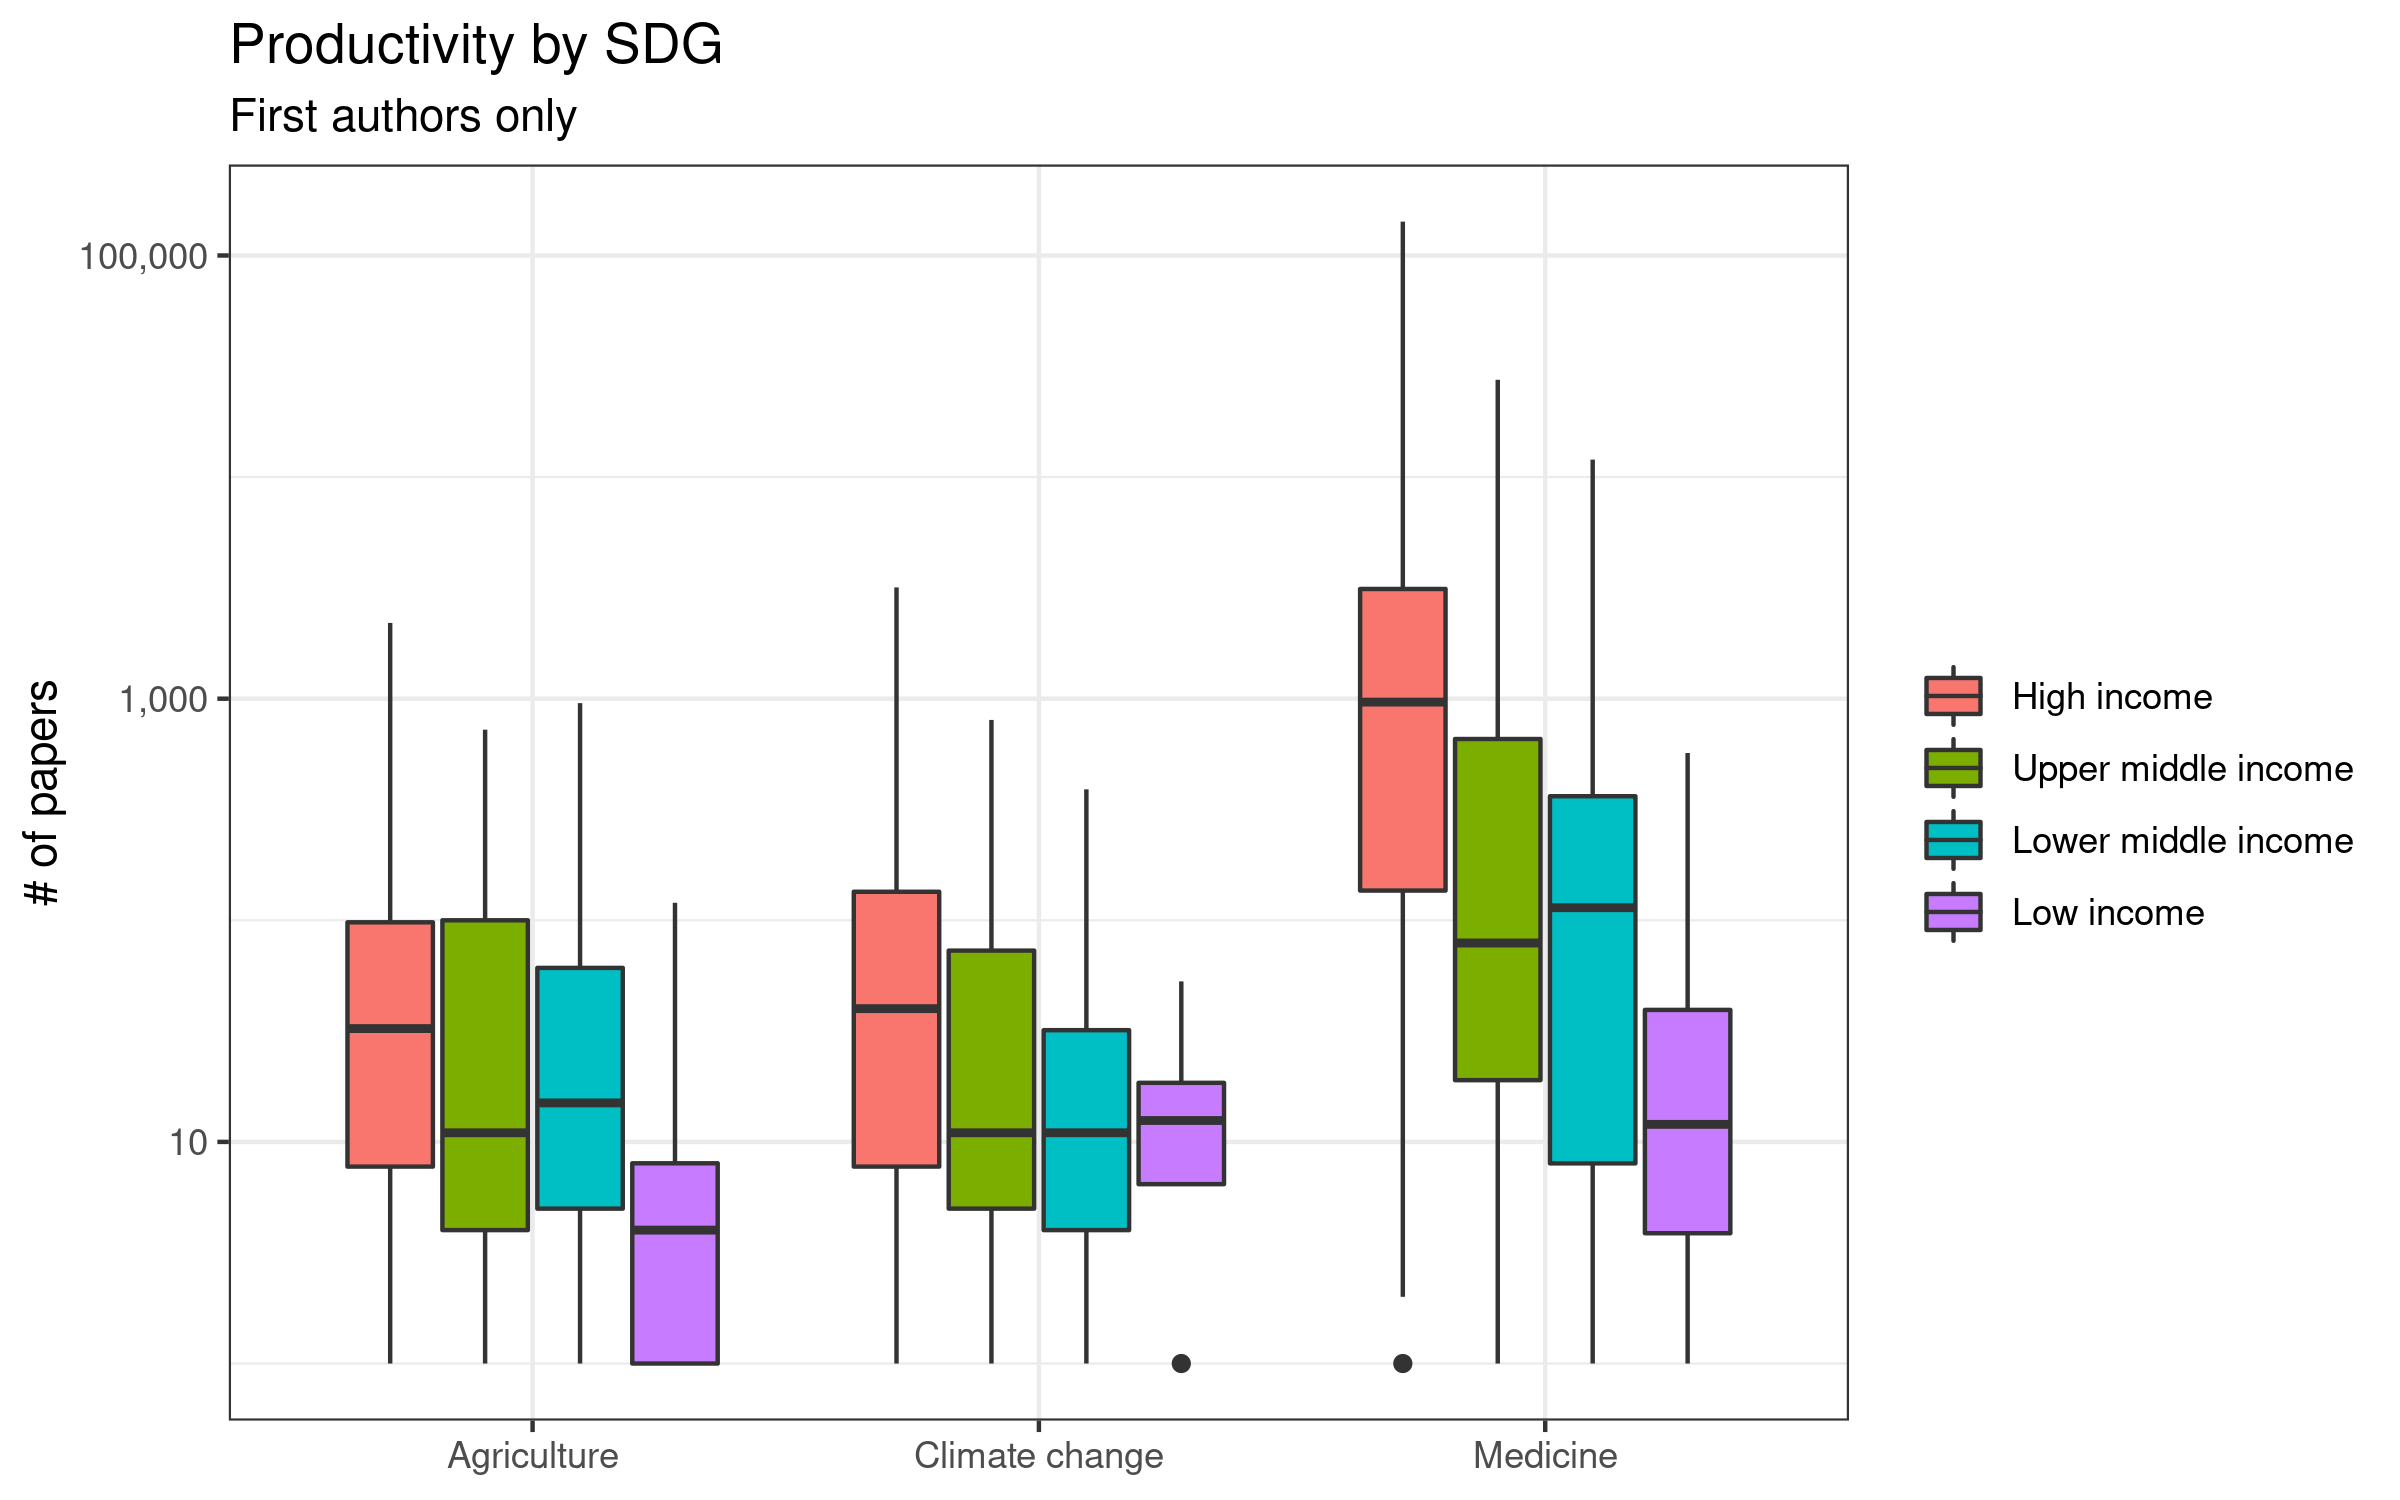 Productivity by SDG
First authors only
# of papers
100,000
1,000
10
Agriculture
Climate change
Medicine
High income
Upper middle income
Lower middle income
Low income